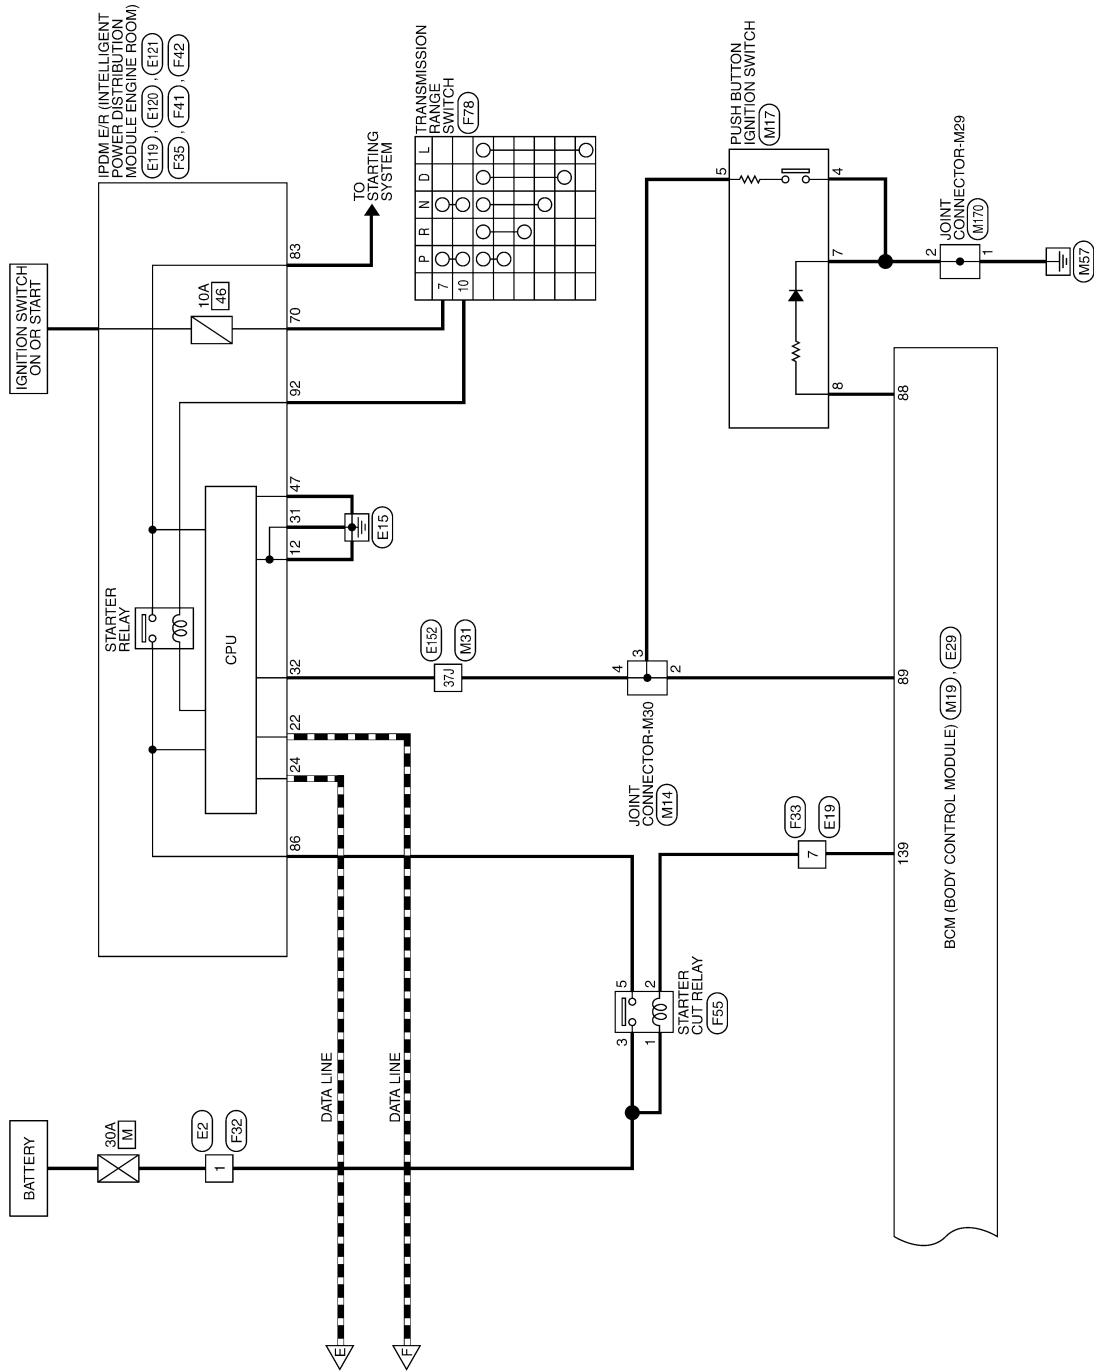 BATTERY
30A
M
1
E2
F32
IGNITION SWITCH
ON OR START
IPDM E/R (INTELLIGENT
POWER DISTRIBUTION
MODULE ENGINE ROOM)
E119 , E120 , E121
F35 , F41 , F42
STARTER
RELAY
CPU
10A
46
86
24
22
32
12
31
47
92
70
83
TO
STARTING
SYSTEM
E15
TRANSMISSION
RANGE
SWITCH
F78
P
R
N
D
L
7
10
DATA LINE
E
DATA LINE
F
37J
E152
M31
3
5
1
2
STARTER
CUT RELAY
F55
4
3
2
JOINT
CONNECTOR-M30
M14
7
F33
E19
PUSH BUTTON
IGNITION SWITCH
M17
5
4
7
8
JOINT
CONNECTOR-M29
M170
2
1
M57
139
89
88
BCM (BODY CONTROL MODULE) M19 , E29